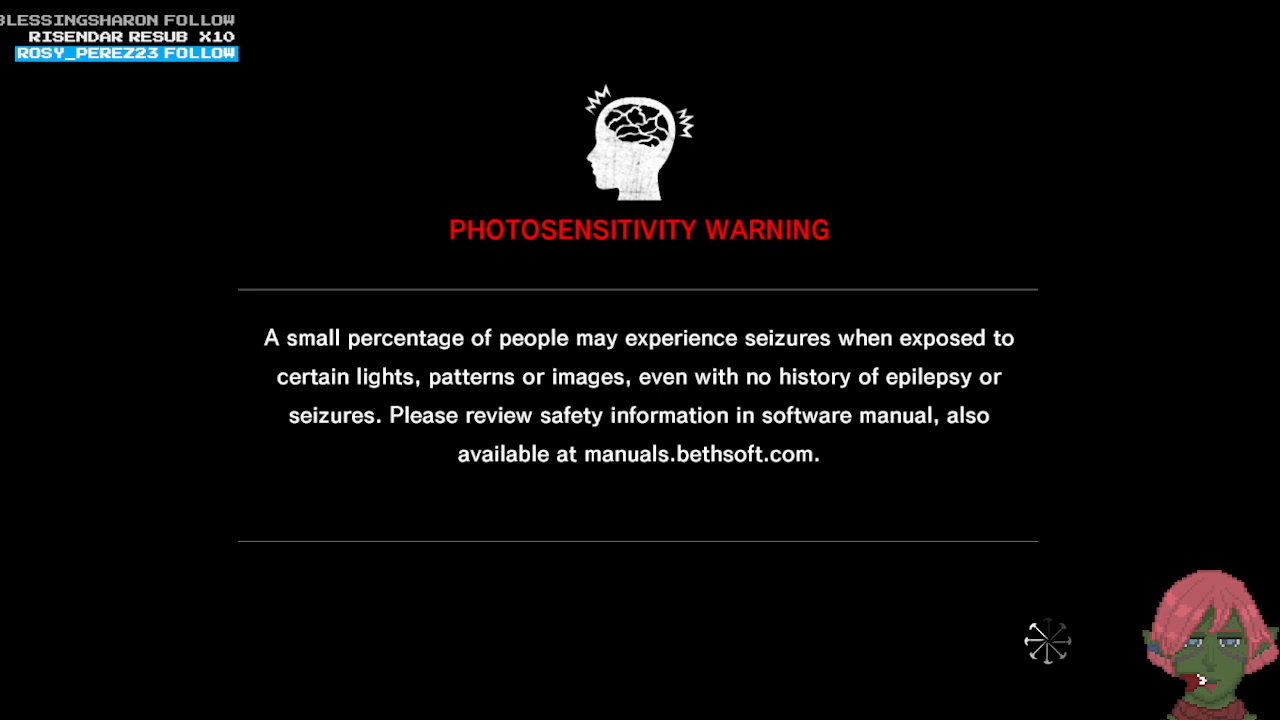 BLESSINGSHARON FOLLOW
RISENDAR RESUB X10
ROSY_PEREZ23 FOLLOW
PHOTOSENSITIVITY WARNING
A small percentage of people may experience seizures when exposed to
certain lights, patterns or images, even with no history of epilepsy or
seizures. Please review safety information in software manual, also
available at manuals.bethsoft.com.